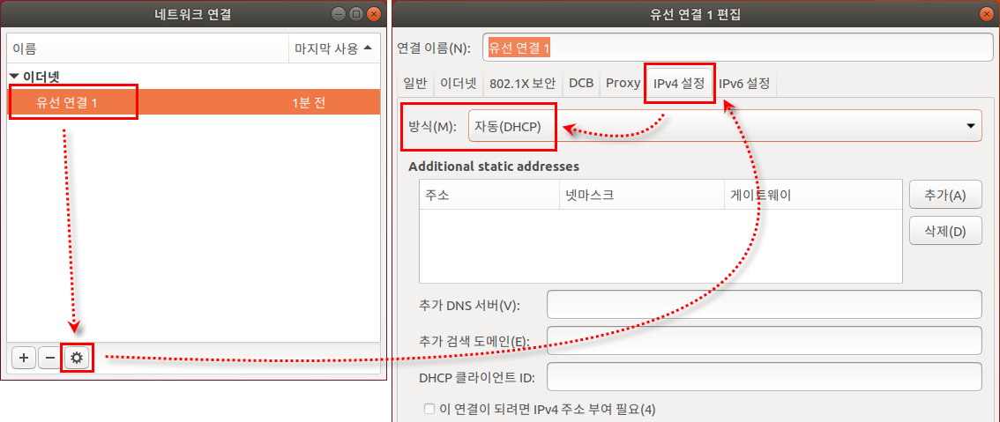 네트워크 연결
이름 마지막 사용
이더넷
유선 연결 1 1분 전
유선 연결 1 편집
연결 이름(N): 유선 연결 1
일반 이더넷 802.1X 보안 DCB Proxy IPv4 설정 IPv6 설정
방식(M): 자동(DHCP)
Additional static addresses
주소 넷마스크 게이트웨이
추가(A)
삭제(D)
추가 DNS 서버(V):
추가 검색 도메인(E):
DHCP 클라이언트 ID:
이 연결이 되려면 IPv4 주소 부여 필요(4)